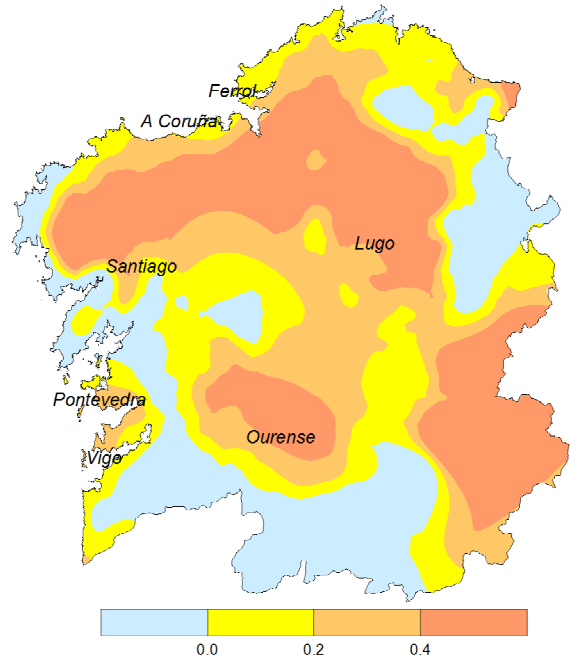 Ferrol
A Coruña
Lugo
Santiago
Pontevedra
Ourense
Vigo
0.0 0.2 0.4